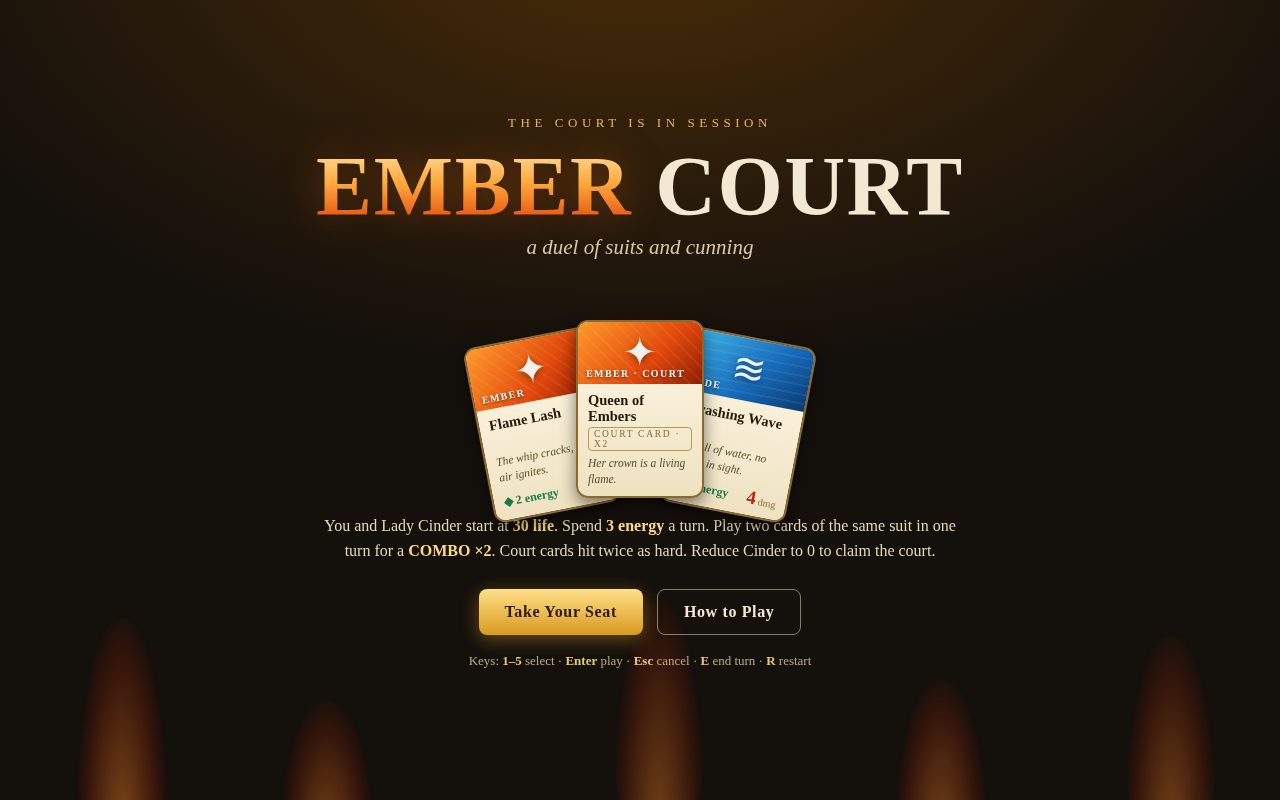 THE COURT IS IN SESSION
EMBER COURT
a duel of suits and cunning
EMBER
Flame Lash
The whip cracks,
air ignites.
◆ 2 energy
EMBER · COURT
Queen of
Embers
COURT CARD ·
X2
Her crown is a living
flame.
DE
ashing Wave
ll of water, no
in sight.
nergy
4 dmg
You and Lady Cinder start at 30 life. Spend 3 energy a turn. Play two cards of the same suit in one
turn for a COMBO ×2. Court cards hit twice as hard. Reduce Cinder to 0 to claim the court.
Take Your Seat
How to Play
Keys: 1–5 select · Enter play · Esc cancel · E end turn · R restart